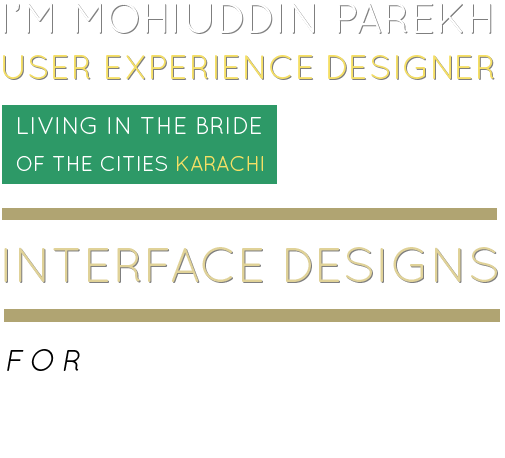 I'M MOHIUDDIN PAREKH
USER EXPERIENCE DESIGNER
LIVING IN THE BRIDE
OF THE CITIES KARACHI
INTERFACE DESIGNS
FOR